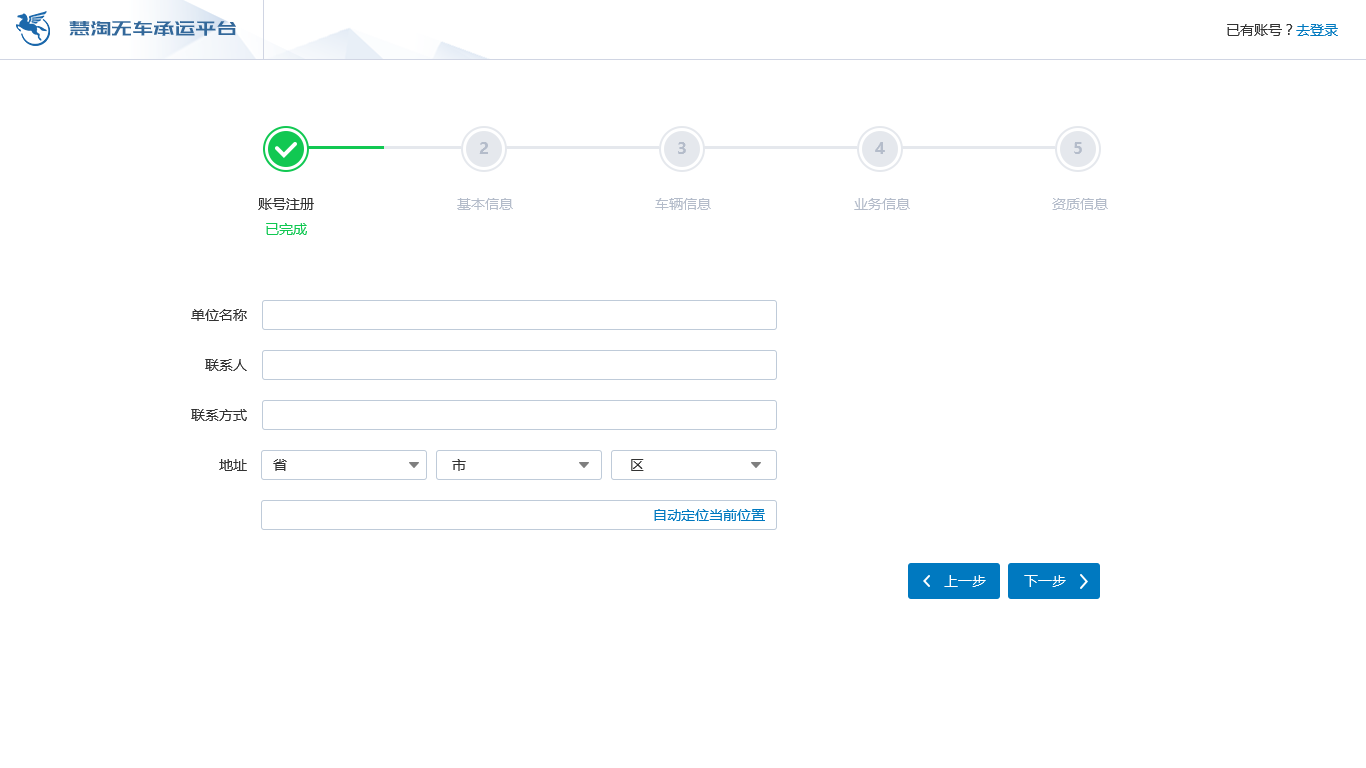 慧淘无车承运平台
已有账号？去登录
2
3
4
5
账号注册
基本信息
车辆信息
业务信息
资质信息
已完成
单位名称
联系人
联系方式
地址 省 市 区
自动定位当前位置
上一步
下一步